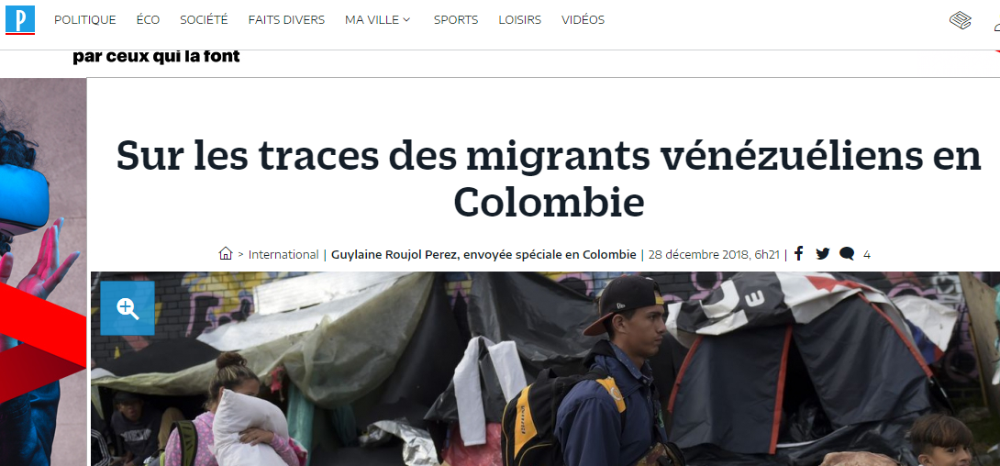 P
POLITIQUE ÉCO SOCIÉTÉ FAITS DIVERS MA VILLE SPORTS LOISIRS VIDÉOS
par ceux qui la font
Sur les traces des migrants vénézuéliens en
Colombie
> International | Guylaine Roujol Perez, envoyée spéciale en Colombie | 28 décembre 2018, 6h21 | 4